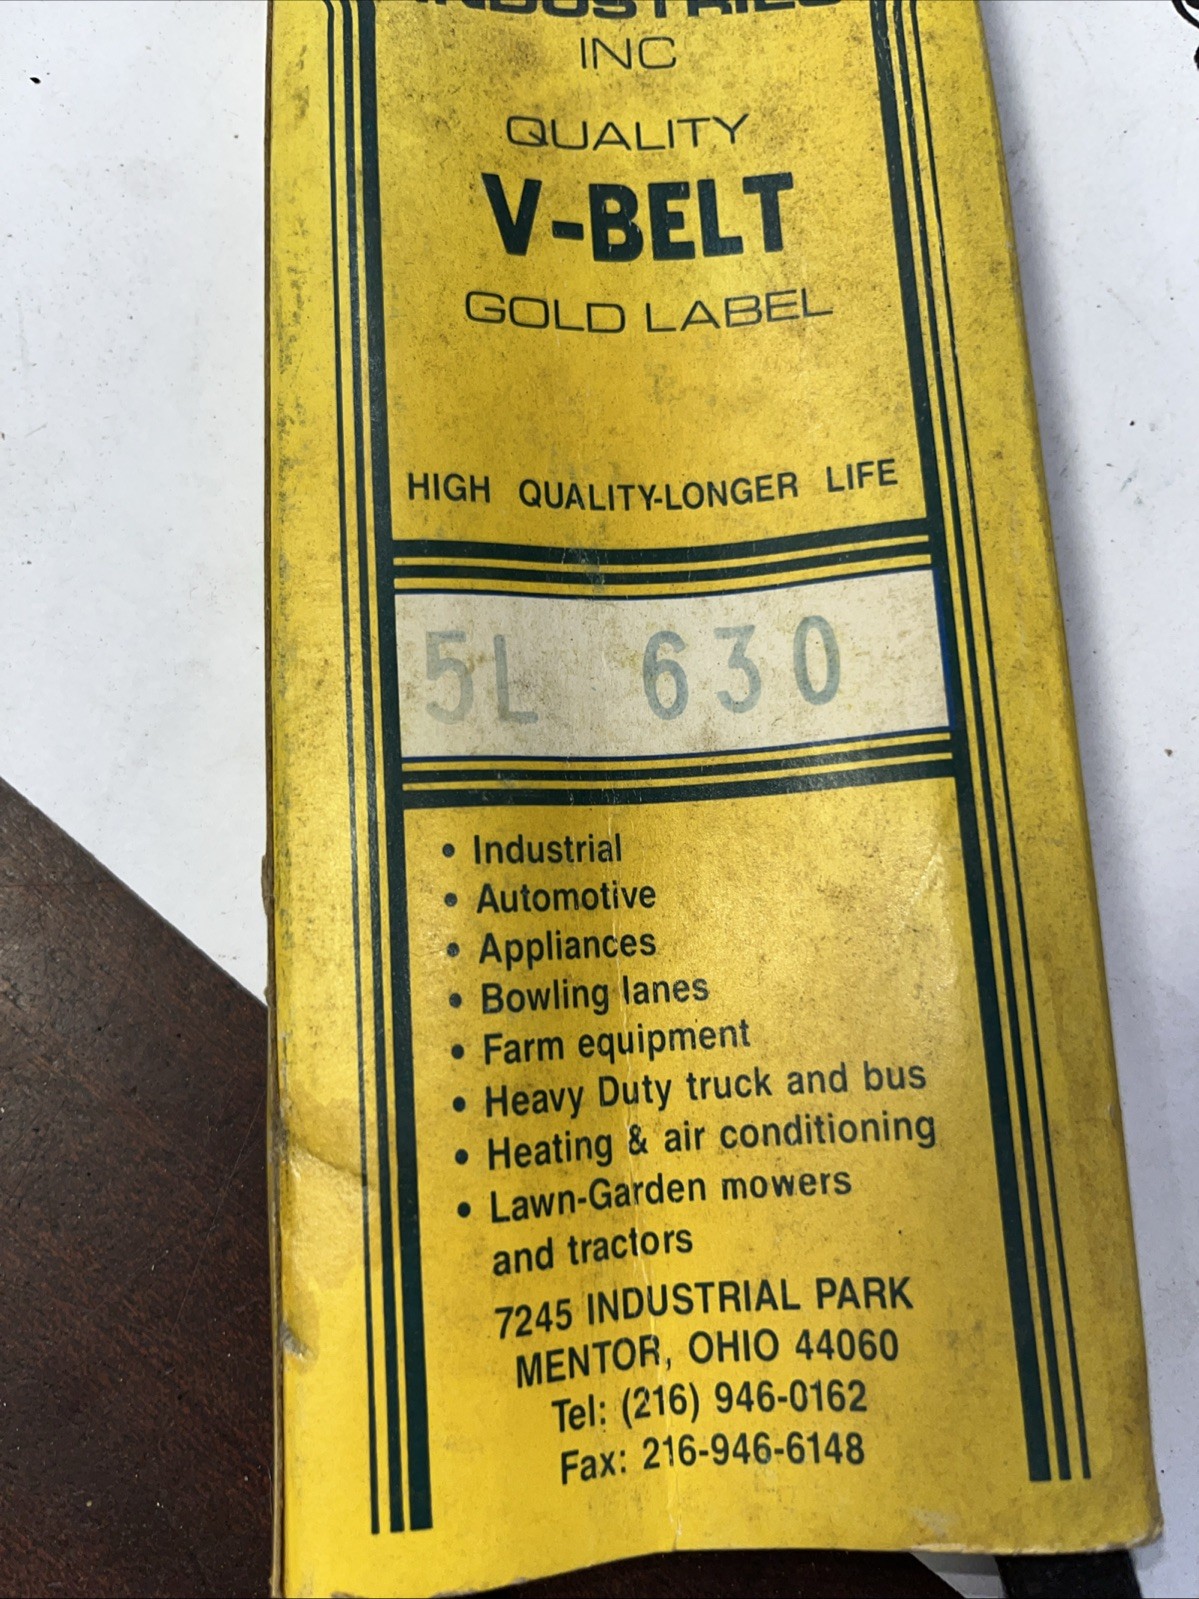 INDUSTRIES
INC
QUALITY
V-BELT
GOLD LABEL
HIGH QUALITY-LONGER LIFE
5L 630
• Industrial
• Automotive
• Appliances
• Bowling lanes
• Farm equipment
• Heavy Duty truck and bus
• Heating & air conditioning
• Lawn-Garden mowers
and tractors
7245 INDUSTRIAL PARK
MENTOR, OHIO 44060
Tel: (216) 946-0162
Fax: 216-946-6148